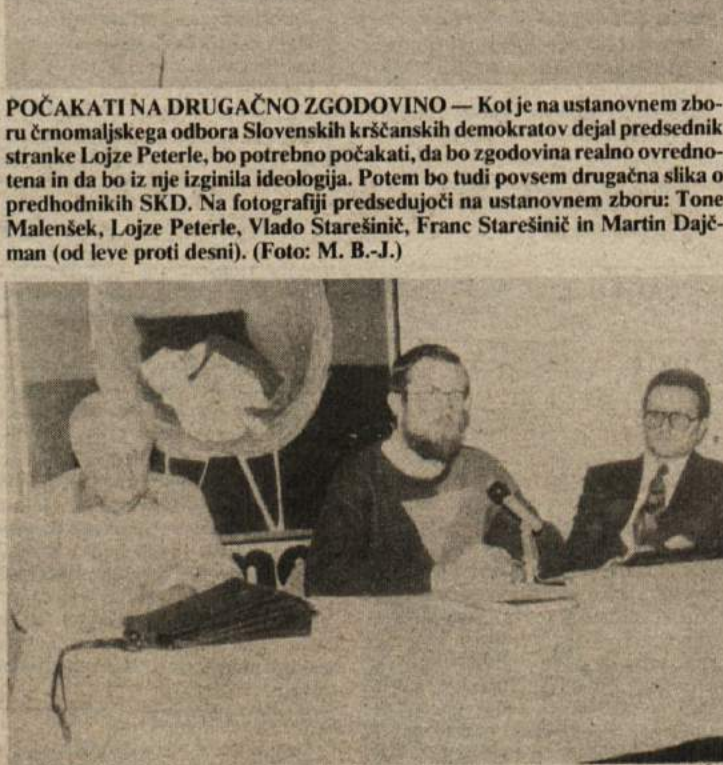 POČAKATI NA DRUGAČNO ZGODOVINO — Kot je na ustanovnem zbo-
ru črnomaljskega odbora Slovenskih krščanskih demokratov dejal predsednik
stranke Lojze Peterle, bo potrebno počakati, da bo zgodovina realno ovredno-
tena in da bo iz nje izginila ideologija. Potem bo tudi povsem drugačna slika o
predhodnikih SKD. Na fotografiji predsedujoči na ustanovnem zboru: Tone
Malenšek, Lojze Peterle, Vlado Starešinič, Franc Starešinič in Martin Dajč-
man (od leve proti desni). (Foto: M. B.-J.)